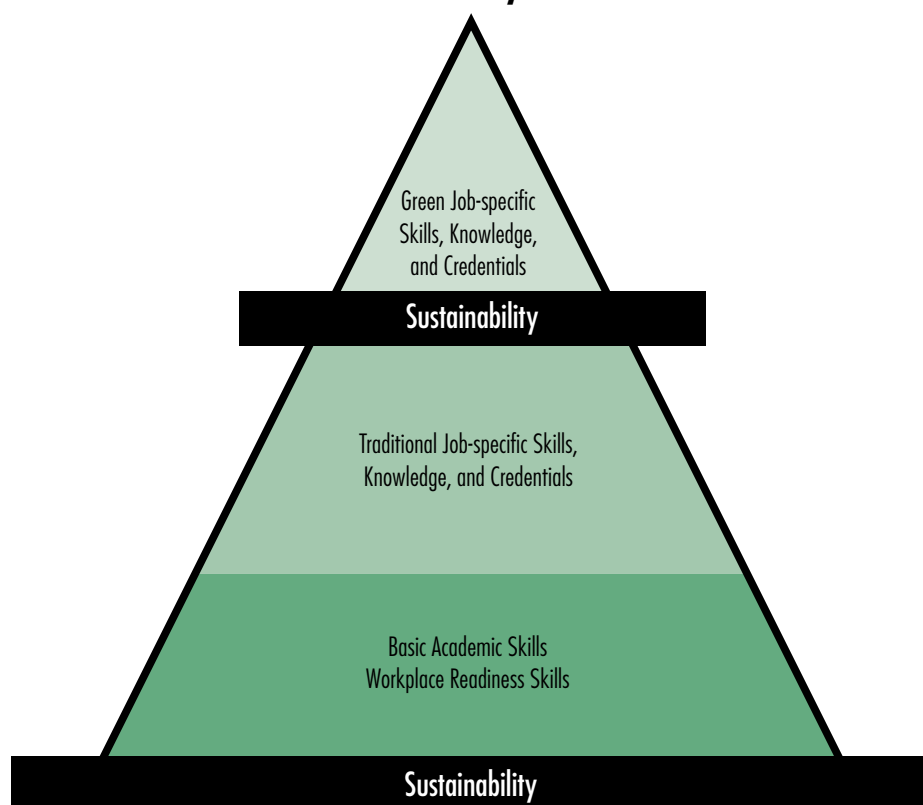 Green Job-specific
Skills, Knowledge,
and Credentials
Sustainability
Traditional Job-specific Skills,
Knowledge, and Credentials
Basic Academic Skills
Workplace Readiness Skills
Sustainability